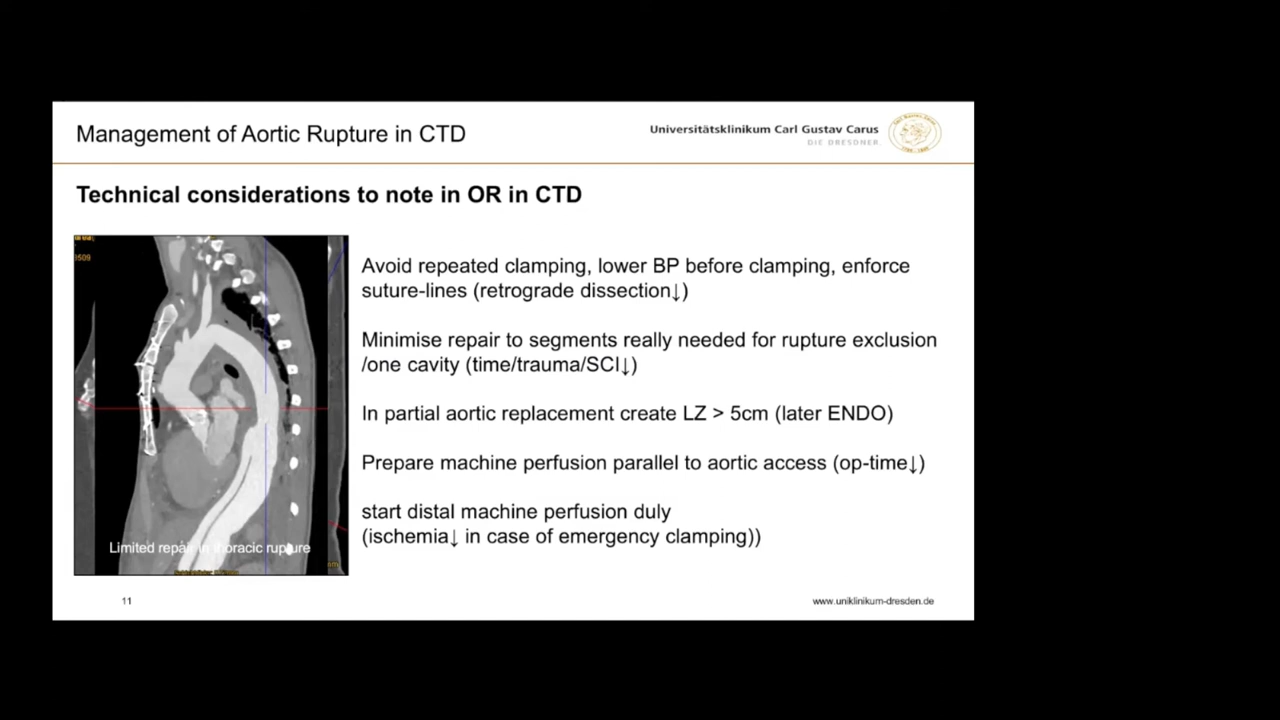 Management of Aortic Rupture in CTD
Universitätsklinikum Carl Gustav Carus
DIE DRESDNER.
Technical considerations to note in OR in CTD
Avoid repeated clamping, lower BP before clamping, enforce
suture-lines (retrograde dissection↓)
Minimise repair to segments really needed for rupture exclusion
/one cavity (time/trauma/SCI↓)
In partial aortic replacement create LZ > 5cm (later ENDO)
Prepare machine perfusion parallel to aortic access (op-time↓)
start distal machine perfusion duly
(ischemia↓ in case of emergency clamping))
Limited repair in thoracic rupture
11
www.uniklinikum-dresden.de